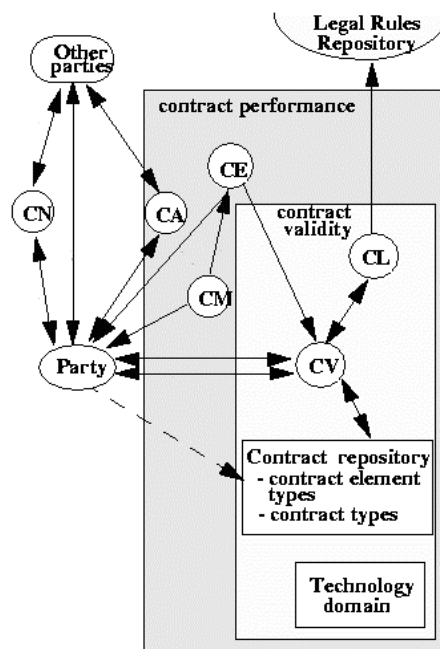 Other
parties
Legal Rules
Repository
contract performance
CE
CN
CA
contract
validity
CL
CM
Party
CV
Contract repository
- contract element
types
- contract types
Technology
domain